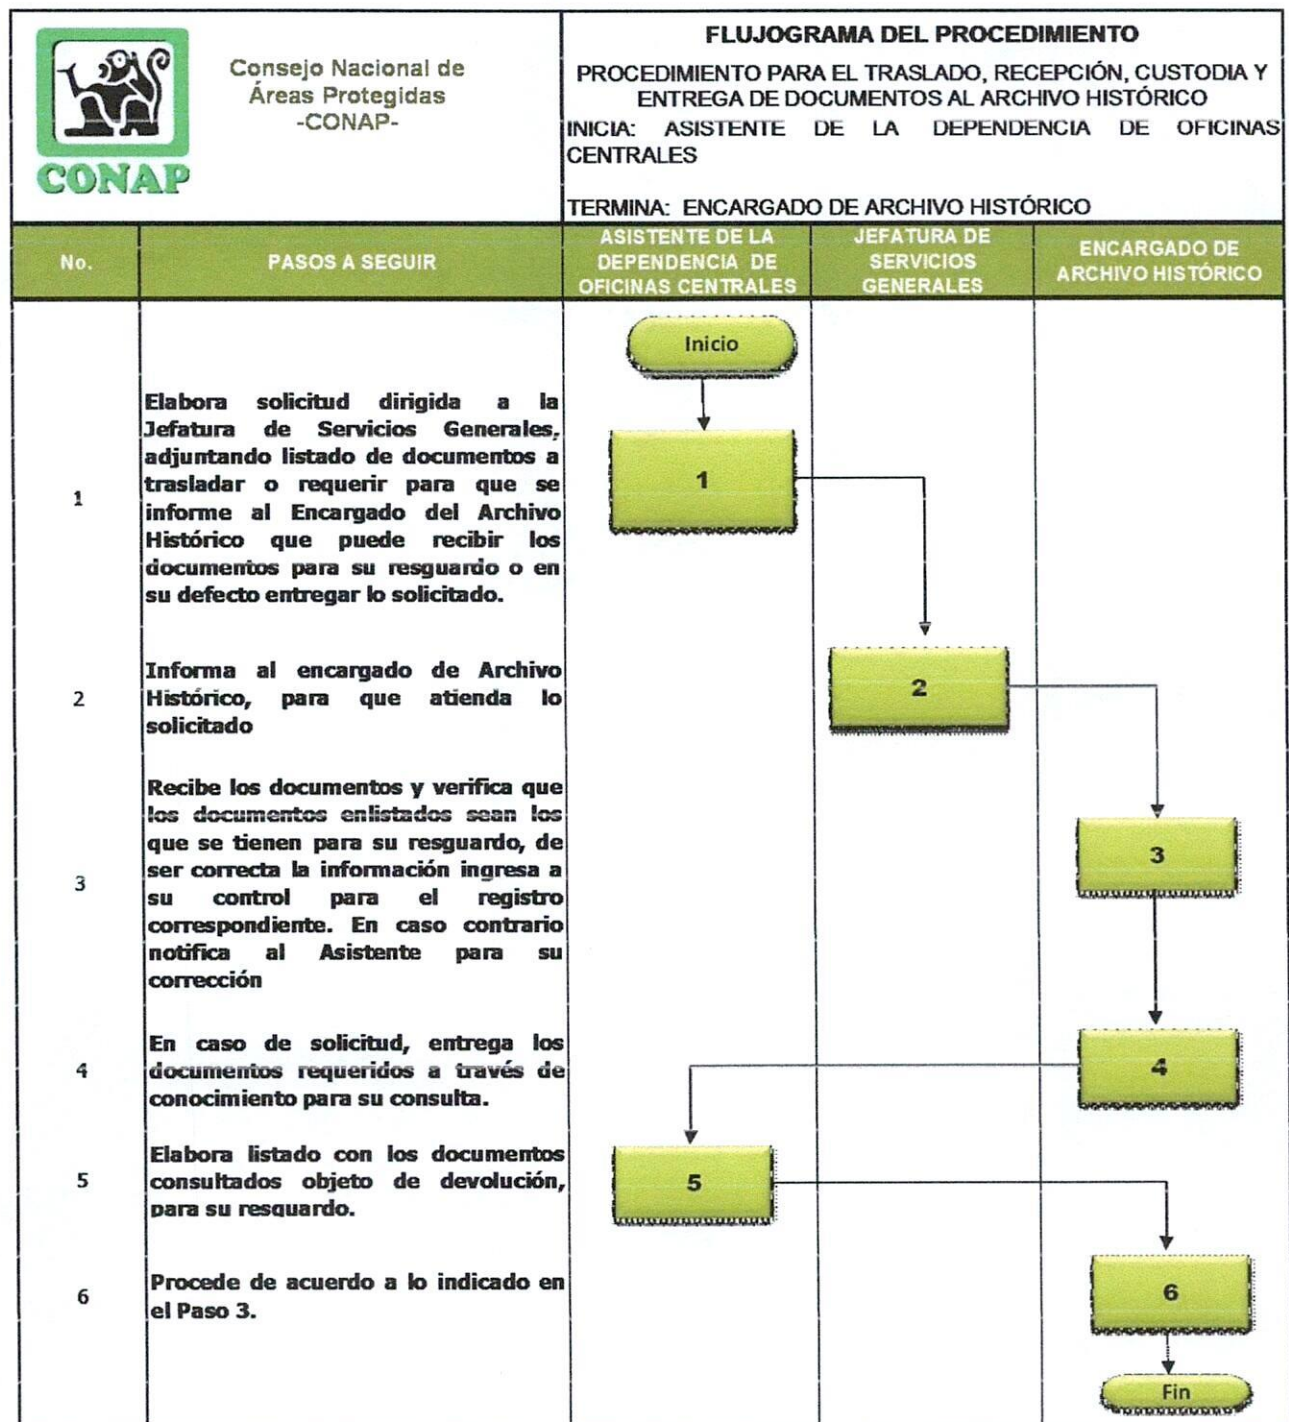 CONAP
Consejo Nacional de
Áreas Protegidas
-CONAP-
FLUJOGRAMA DEL PROCEDIMIENTO
PROCEDIMIENTO PARA EL TRASLADO, RECEPCIÓN, CUSTODIA Y
ENTREGA DE DOCUMENTOS AL ARCHIVO HISTÓRICO
INICIA: ASISTENTE DE LA DEPENDENCIA DE OFICINAS
CENTRALES
TERMINA: ENCARGADO DE ARCHIVO HISTÓRICO
No.
PASOS A SEGUIR
ASISTENTE DE LA
DEPENDENCIA DE
OFICINAS CENTRALES
JEFATURA DE
SERVICIOS
GENERALES
ENCARGADO DE
ARCHIVO HISTÓRICO
Inicio
1
Elabora solicitud dirigida a la
Jefatura de Servicios Generales,
adjuntando listado de documentos a
trasladar o requerir para que se
informe al Encargado del Archivo
Histórico que puede recibir los
documentos para su resguardo o en
su defecto entregar lo solicitado.
1
2
Informa al encargado de Archivo
Histórico, para que atienda lo
solicitado
2
3
Recibe los documentos y verifica que
los documentos enlistados sean los
que se tienen para su resguardo, de
ser correcta la información ingresa a
su control para el registro
correspondiente. En caso contrario
notifica al Asistente para su
corrección
3
4
En caso de solicitud, entrega los
documentos requeridos a través de
conocimiento para su consulta.
4
5
Elabora listado con los documentos
consultados objeto de devolución,
para su resguardo.
5
6
Procede de acuerdo a lo indicado en
el Paso 3.
6
Fin